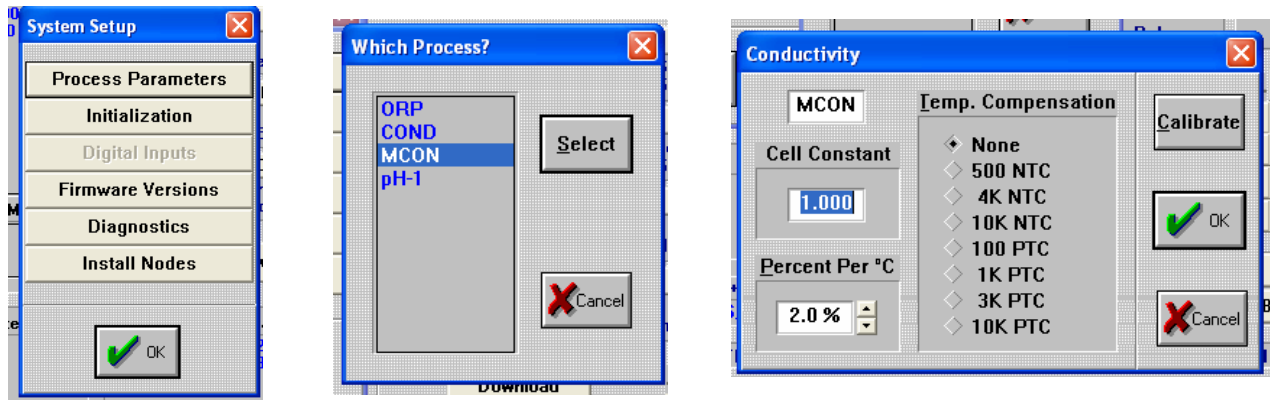 System Setup
Process Parameters
Initialization
Digital Inputs
Firmware Versions
Diagnostics
Install Nodes
OK
Which Process?
ORP
COND
MCON
pH-1
Select
Cancel
Download
Conductivity
MCON
Cell Constant
1.000
Percent Per °C
2.0 %
Temp. Compensation
None
500 NTC
4K NTC
10K NTC
100 PTC
1K PTC
3K PTC
10K PTC
Calibrate
OK
Cancel